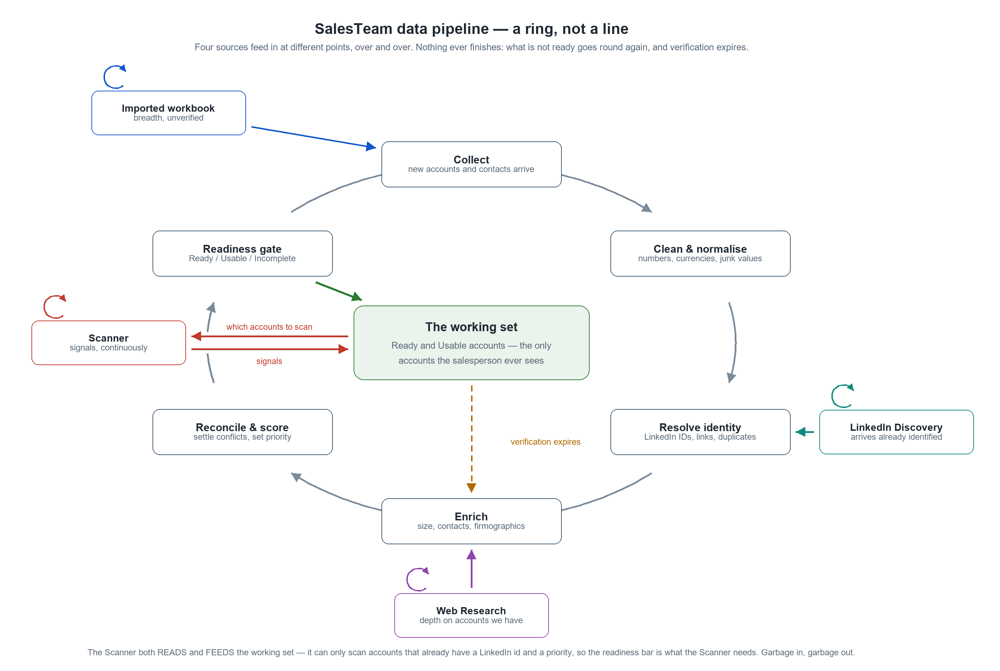 SalesTeam data pipeline — a ring, not a line
Four sources feed in at different points, over and over. Nothing ever finishes: what is not ready goes round again, and verification expires.
Imported workbook
breadth, unverified
Collect
new accounts and contacts arrive
Readiness gate
Ready / Usable / Incomplete
Clean & normalise
numbers, currencies, junk values
Scanner
signals, continuously
which accounts to scan
signals
The working set
Ready and Usable accounts — the only
accounts the salesperson ever sees
Reconcile & score
settle conflicts, set priority
verification expires
Resolve identity
LinkedIn IDs, links, duplicates
LinkedIn Discovery
arrives already identified
Enrich
size, contacts, firmographics
Web Research
depth on accounts we have
The Scanner both READS and FEEDS the working set — it can only scan accounts that already have a LinkedIn id and a priority, so the readiness bar is what the Scanner needs. Garbage in, garbage out.